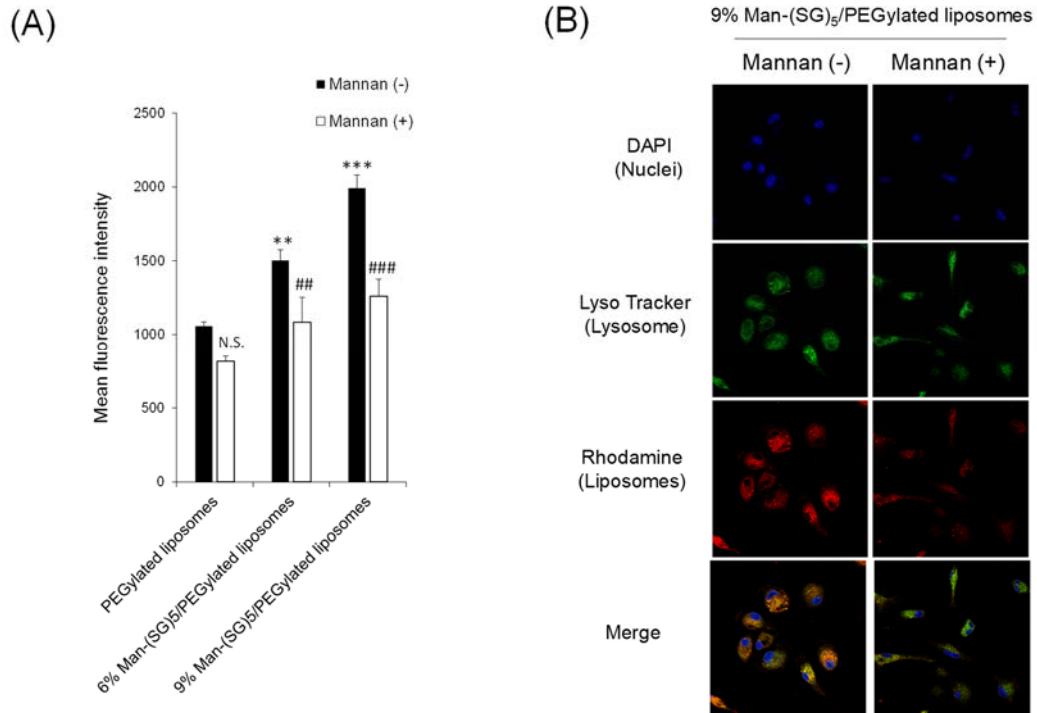 (A)
Mannan (-)
Mannan (+)
Mean fluorescence intensity
2500
2000
1500
1000
500
0
N.S.
**
##
***
###
PEGylated liposomes
6% Man-(SG)5/PEGylated liposomes
9% Man-(SG)5/PEGylated liposomes
(B)
9% Man-(SG)₅/PEGylated liposomes
Mannan (-) Mannan (+)
DAPI
(Nuclei)
Lyso Tracker
(Lysosome)
Rhodamine
(Liposomes)
Merge